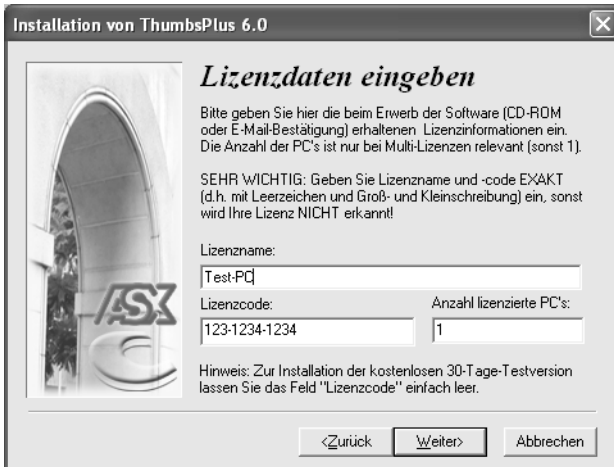 Installation von ThumbsPlus 6.0
Lizenzdaten eingeben
Bitte geben Sie hier die beim Erwerb der Software (CD-ROM
oder E-Mail-Bestätigung) erhaltenen  Lizenzinformationen ein.
Die Anzahl der PC's ist nur bei Multi-Lizenzen relevant (sonst 1).
SEHR WICHTIG: Geben Sie Lizenzname und -code EXAKT
(d.h. mit Leerzeichen und Groß- und Kleinschreibung) ein, sonst
wird Ihre Lizenz NICHT erkannt!
Lizenzname:
Test-PC
Lizenzcode:
Anzahl lizenzierte PC's:
123-1234-1234
1
ASX
Hinweis: Zur Installation der kostenlosen 30-Tage-Testversion
lassen Sie das Feld "Lizenzcode" einfach leer.
<Zurück
Weiter>
Abbrechen